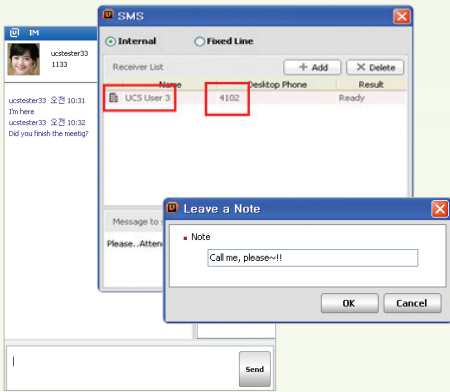 IM
ucstester33
1133
ucstester33 오전 10:31
I'm here
ucstester33 오전 10:32
Did you finish the meetig?
Send
SMS
Internal
Fixed Line
Receiver List
Add
Delete
Name
Desktop Phone
Result
UCS User 3
4102
Ready
Message to
Please..Atten
Leave a Note
Note
Call me, please~!!
OK
Cancel